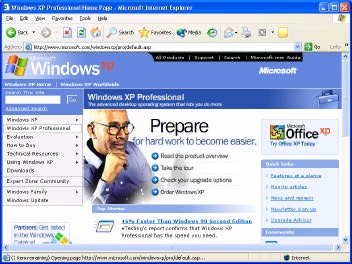 Windows XP Professional Home Page - Microsoft Internet Explorer
File Edit View Favorites Tools Help
Back Search Favorites Media
Address http://www.microsoft.com/windowsxp/pro/default.asp Go Links
All Products | Support | Search | Microsoft.com Guide
Microsoft
Windows xp
Microsoft
Windows XP Home | Windows XP Worldwide
Search This Site
Go
Advanced Search
Windows XP
Windows XP Professional
Evaluation
How to Buy
Technical Resources
Using Windows XP
Downloads
Expert Zone Community
Windows Family
Windows Update
Partners: Get listed in the Windows
Windows XP Professional
The advanced desktop operating system that lets you do more
Prepare
for hard work to become easier.
Read the product overview
Take the tour
Check your upgrade options
Order Windows XP
Top Stories
46% Faster Than Windows 98 Second Edition
eTesting's report confirms that Windows XP Professional has the speed you need.
Microsoft
Office xp
Try Office XP Today
Quick Links
Features at a glance
How-to articles
News and reviews
Newsletter sign-up
Upgrade Advisor
Community
(1 item remaining) Opening page http://www.microsoft.com/windowsxp/pro/default.asp...
Internet